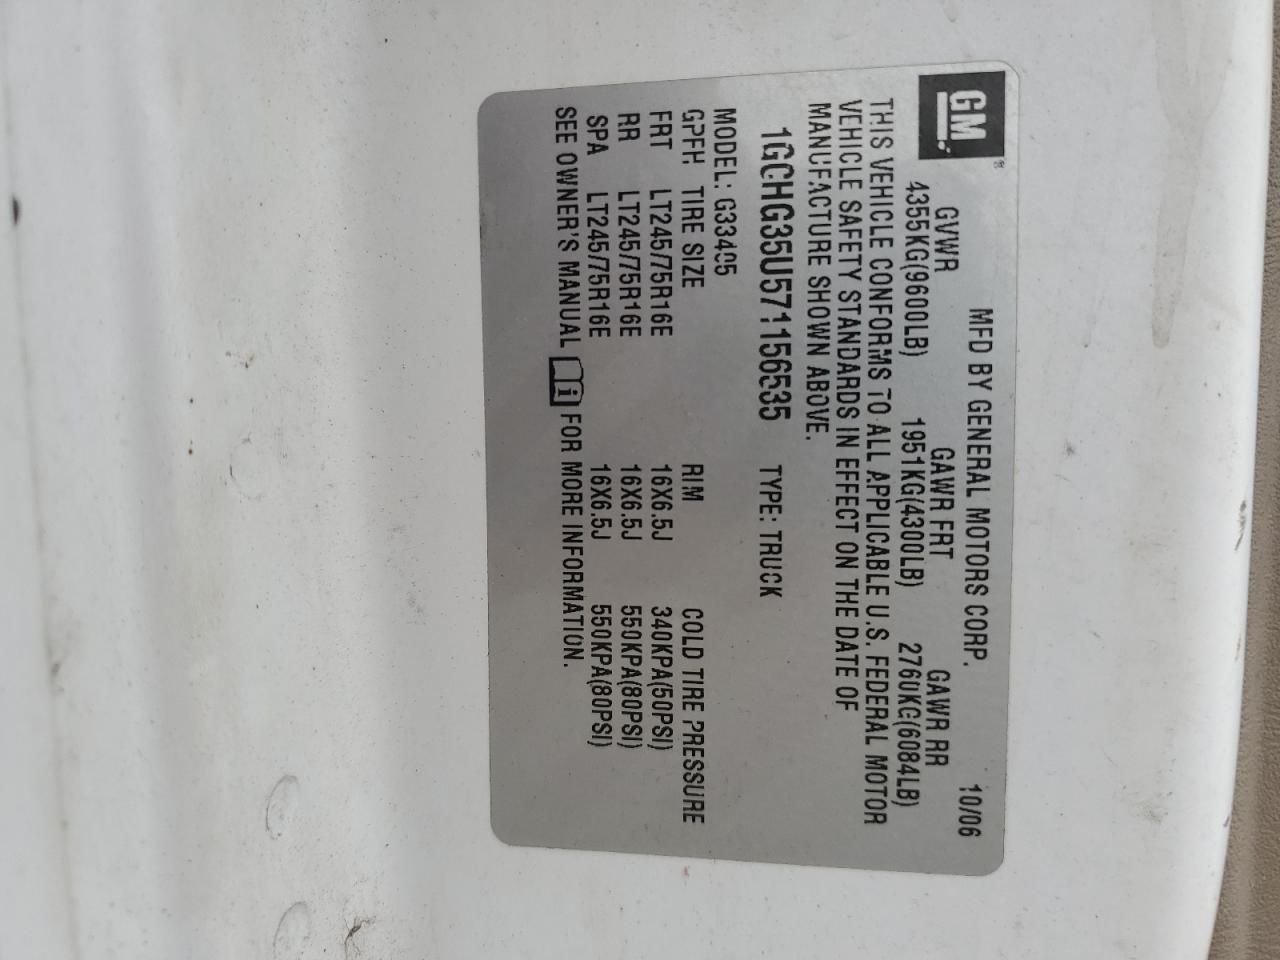 GM
MFD BY GENERAL MOTORS CORP. 10/06
GVWR GAWR FRT GAWR RR
4355KG(9600LB) 1951KG(4300LB) 2760KG(6084LB)
THIS VEHICLE CONFORMS TO ALL APPLICABLE U.S. FEDERAL MOTOR
VEHICLE SAFETY STANDARDS IN EFFECT ON THE DATE OF
MANUFACTURE SHOWN ABOVE.
1GCHG35U571156535 TYPE: TRUCK
MODEL: G33405
TIRE SIZE RIM COLD TIRE PRESSURE
FRT LT245/75R16E 16X6.5J 340KPA(50PSI)
RR LT245/75R16E 16X6.5J 550KPA(80PSI)
SPA LT245/75R16E 16X6.5J 550KPA(80PSI)
SEE OWNER'S MANUAL i FOR MORE INFORMATION.